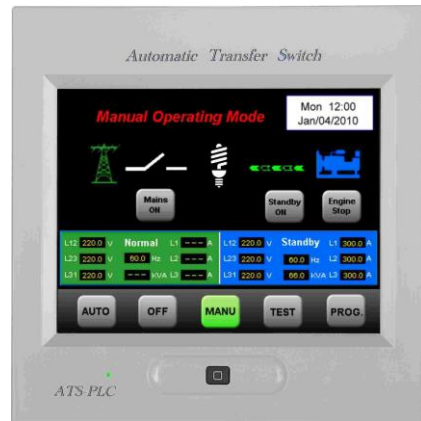 Automatic Transfer Switch
Manual Operating Mode
Mon 12:00
Jan/04/2010
Mains
ON
Standby
ON
Engine
Stop
L12 220.0 V Normal L1 --- A
L23 220.0 V 60.0 Hz L2 --- A
L31 220.0 V --- kVA L3 --- A
L12 220.0 V Standby L1 300.0 A
L23 220.0 V 60.0 Hz L2 300.0 A
L31 220.0 V 66.0 kVA L3 300.0 A
AUTO OFF MANU TEST PROG.
ATS-PLC